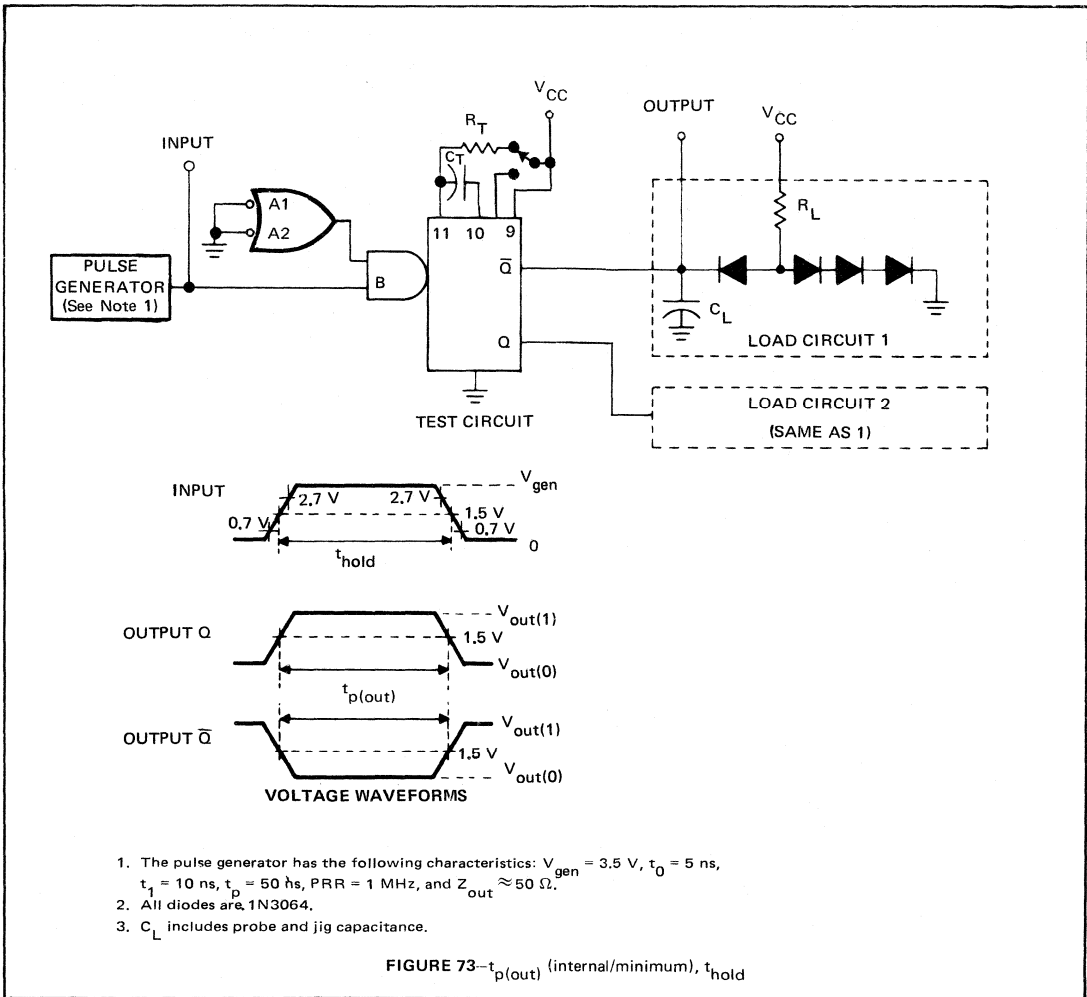 V_CC
OUTPUT
V_CC
INPUT
R_T
C_T
R_L
A1
A2
11 10 9
PULSE
GENERATOR
(See Note 1)
B
Q̅
C_L
LOAD CIRCUIT 1
Q
TEST CIRCUIT
LOAD CIRCUIT 2
(SAME AS 1)
INPUT
V_gen
2.7 V
2.7 V
1.5 V
0.7 V
0.7 V
0
t_hold
OUTPUT Q
V_out(1)
1.5 V
V_out(0)
t_p(out)
OUTPUT Q̅
V_out(1)
1.5 V
V_out(0)
VOLTAGE WAVEFORMS
1. The pulse generator has the following characteristics: V_gen = 3.5 V, t_0 = 5 ns,
t_1 = 10 ns, t_p = 50 ns, PRR = 1 MHz, and Z_out ≈ 50 Ω.
2. All diodes are 1N3064.
3. C_L includes probe and jig capacitance.
FIGURE 73--t_p(out) (internal/minimum), t_hold